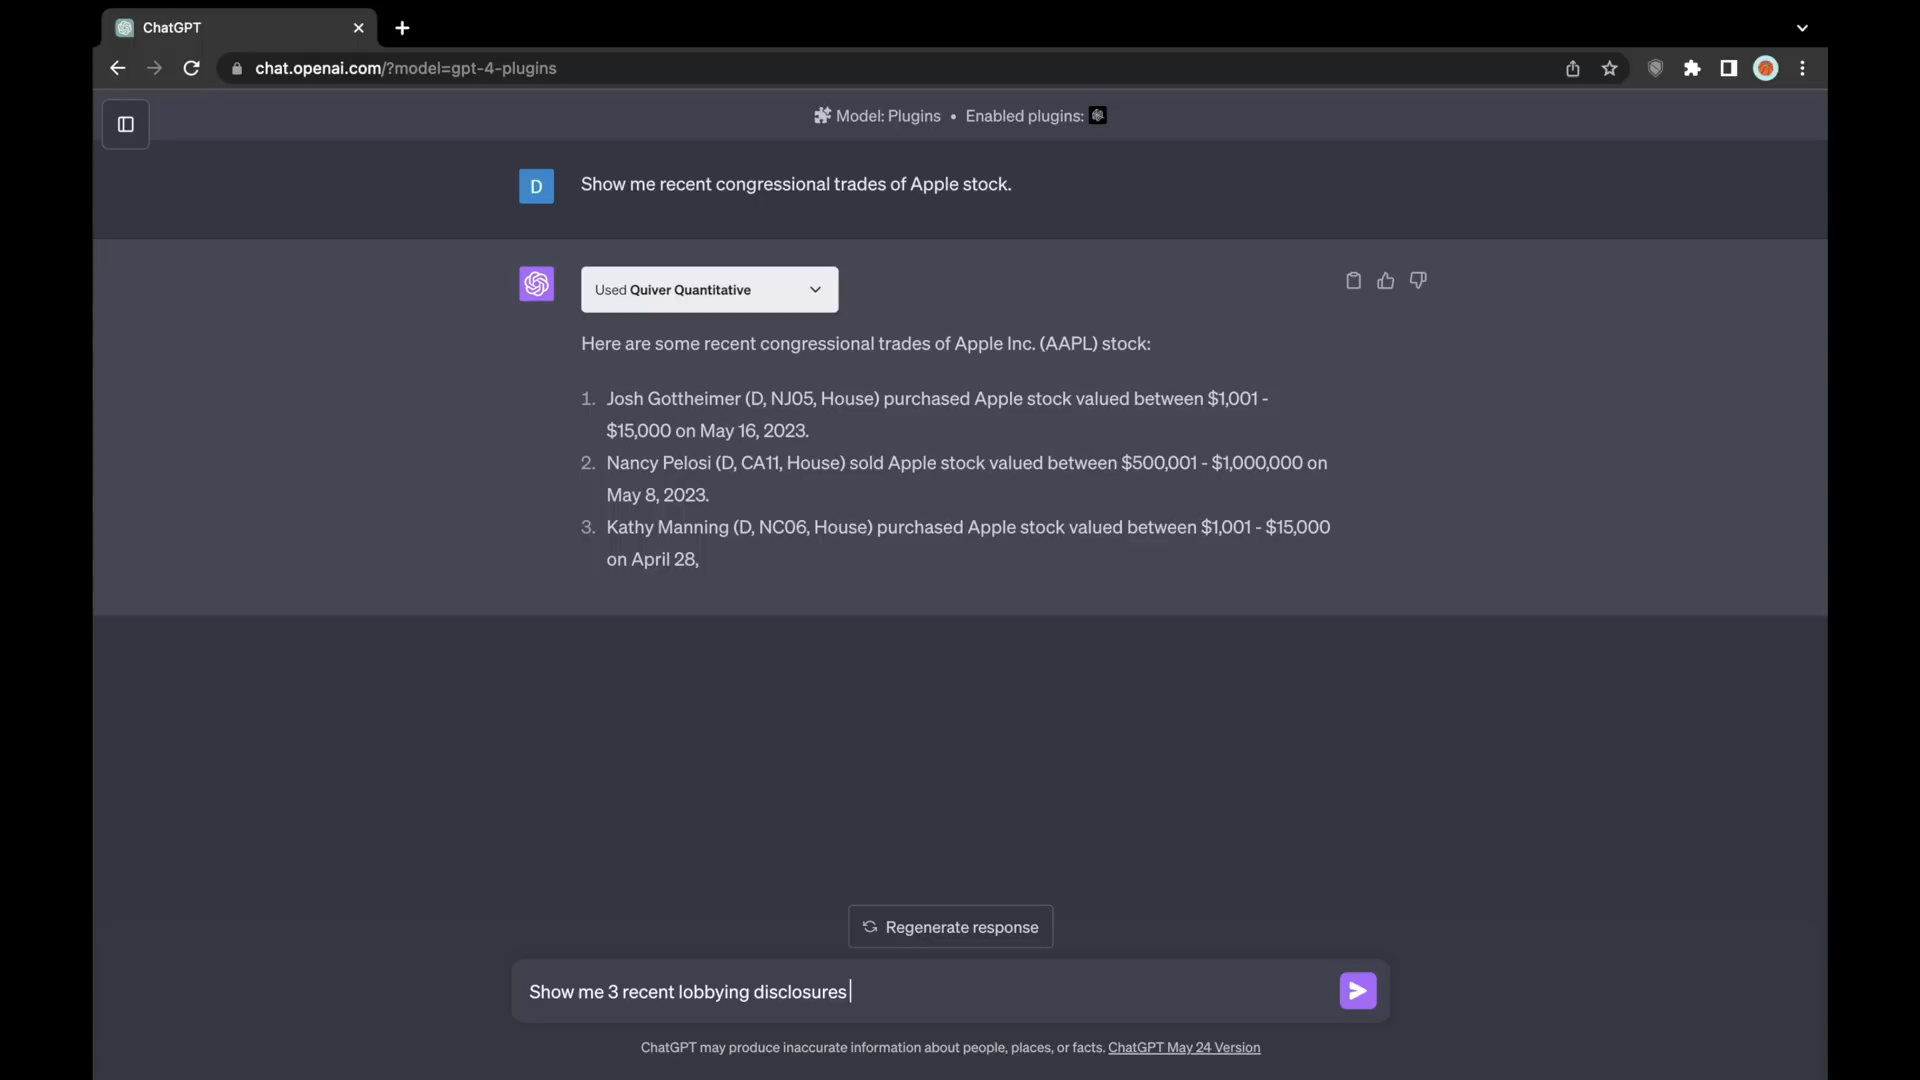 ChatGPT
chat.openai.com/?model=gpt-4-plugins
Model: Plugins • Enabled plugins:
D
Show me recent congressional trades of Apple stock.
Used Quiver Quantitative
Here are some recent congressional trades of Apple Inc. (AAPL) stock:
1. Josh Gottheimer (D, NJ05, House) purchased Apple stock valued between $1,001 -
$15,000 on May 16, 2023.
2. Nancy Pelosi (D, CA11, House) sold Apple stock valued between $500,001 - $1,000,000 on
May 8, 2023.
3. Kathy Manning (D, NC06, House) purchased Apple stock valued between $1,001 - $15,000
on April 28,
Regenerate response
Show me 3 recent lobbying disclosures
ChatGPT may produce inaccurate information about people, places, or facts. ChatGPT May 24 Version